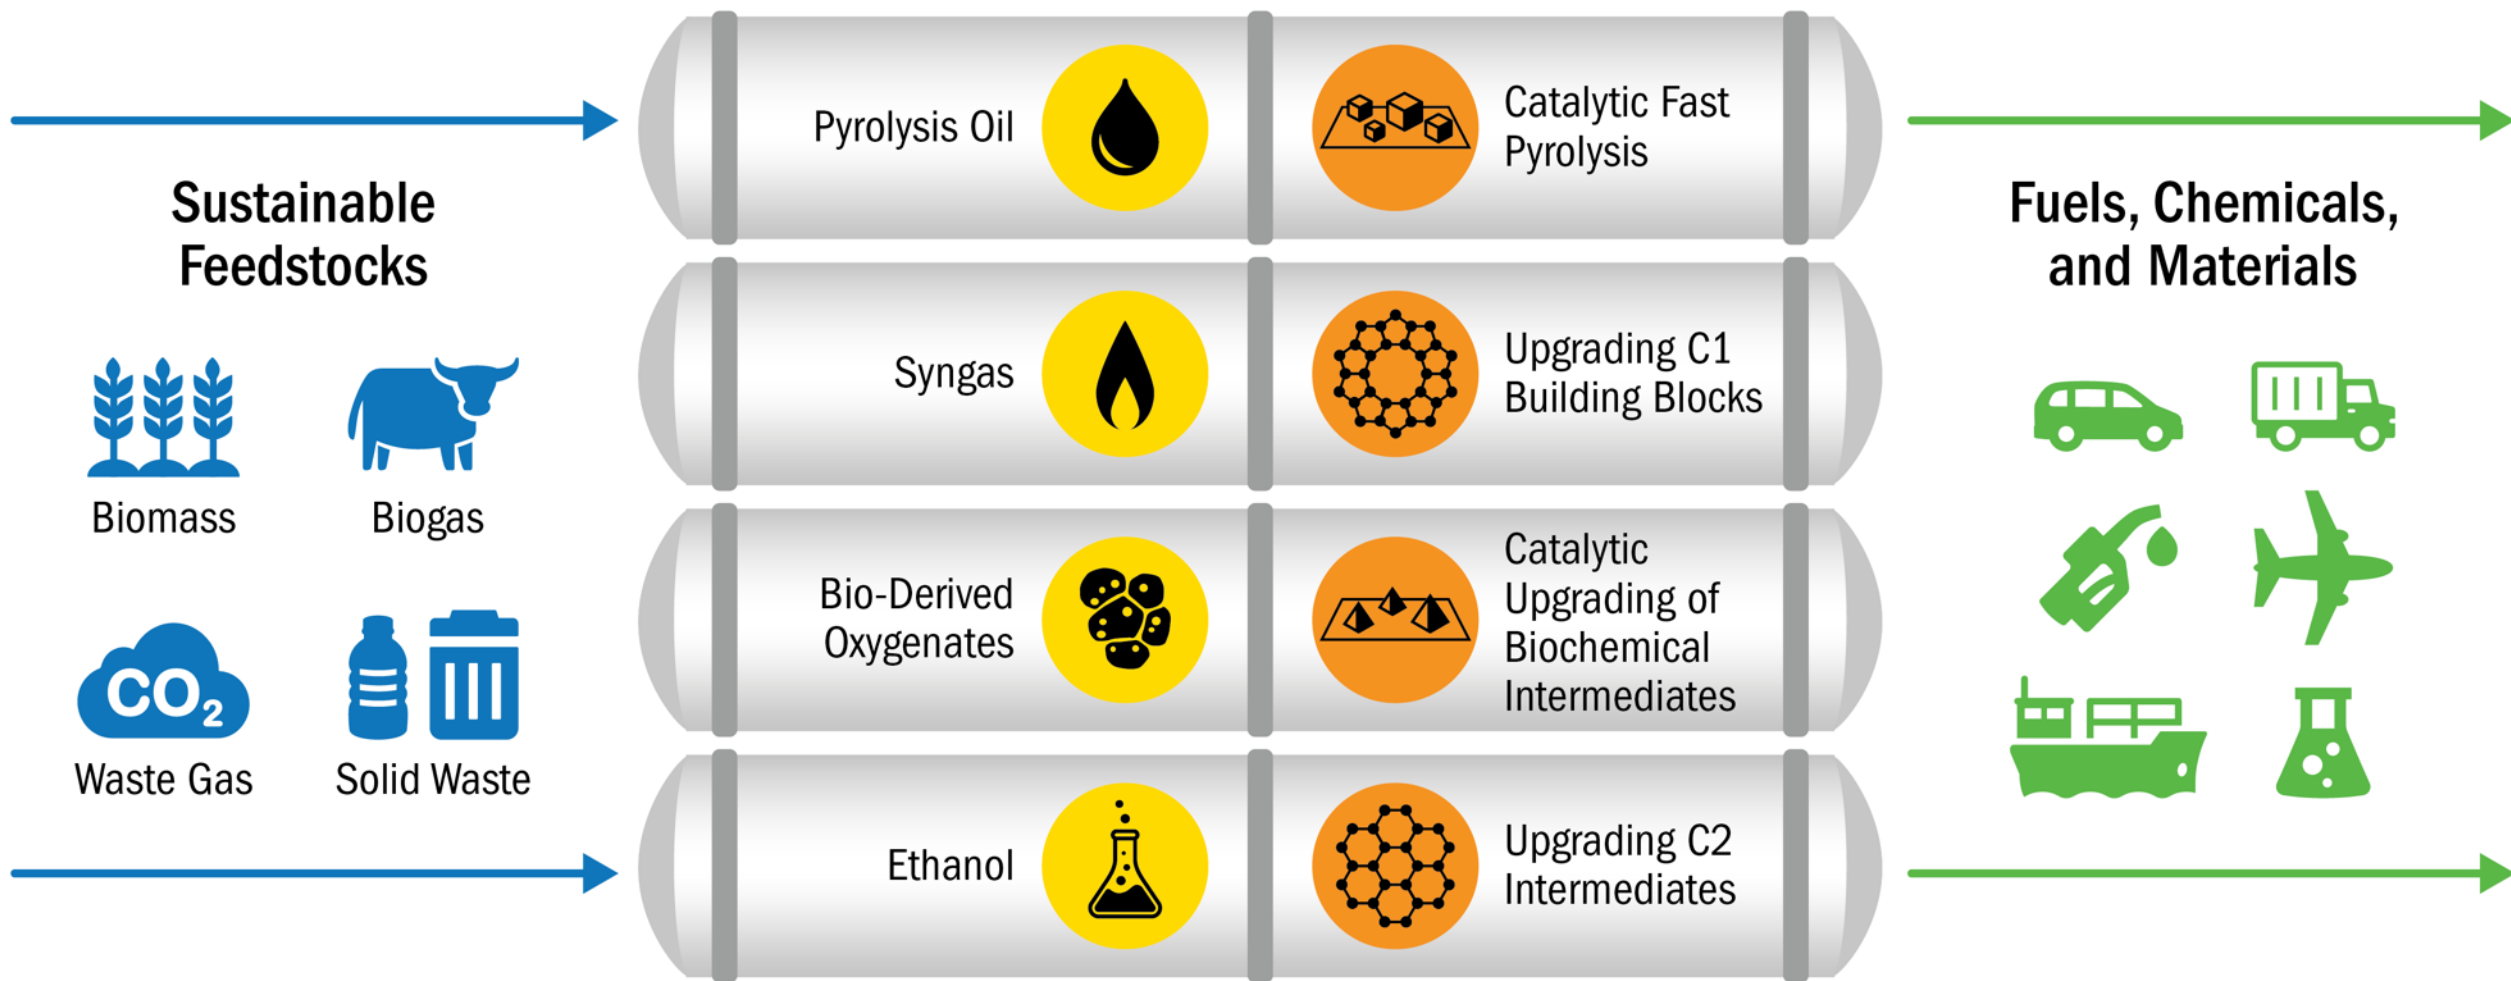 Sustainable
Feedstocks
Biomass
Biogas
CO₂
Waste Gas
Solid Waste
Pyrolysis Oil
Catalytic Fast
Pyrolysis
Syngas
Upgrading C1
Building Blocks
Bio-Derived
Oxygenates
Catalytic
Upgrading of
Biochemical
Intermediates
Ethanol
Upgrading C2
Intermediates
Fuels, Chemicals,
and Materials